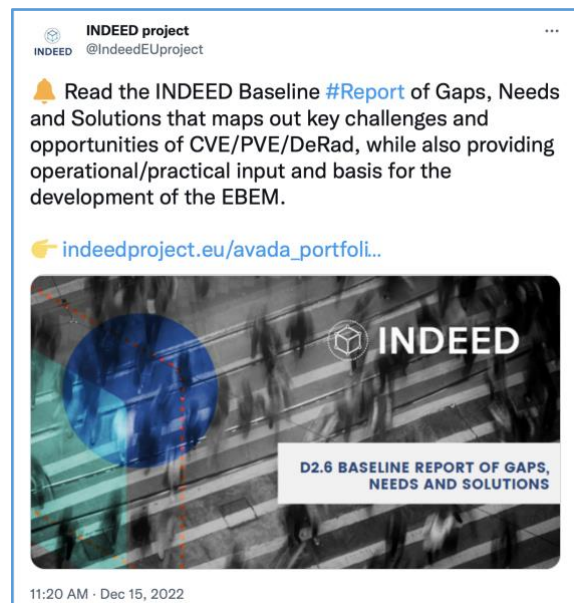 INDEED project
INDEED
@IndeedEUproject
🔔 Read the INDEED Baseline #Report of Gaps, Needs
and Solutions that maps out key challenges and
opportunities of CVE/PVE/DeRad, while also providing
operational/practical input and basis for the
development of the EBEM.
👉 indeedproject.eu/avada_portfoli...
INDEED
D2.6 BASELINE REPORT OF GAPS,
NEEDS AND SOLUTIONS
11:20 AM · Dec 15, 2022